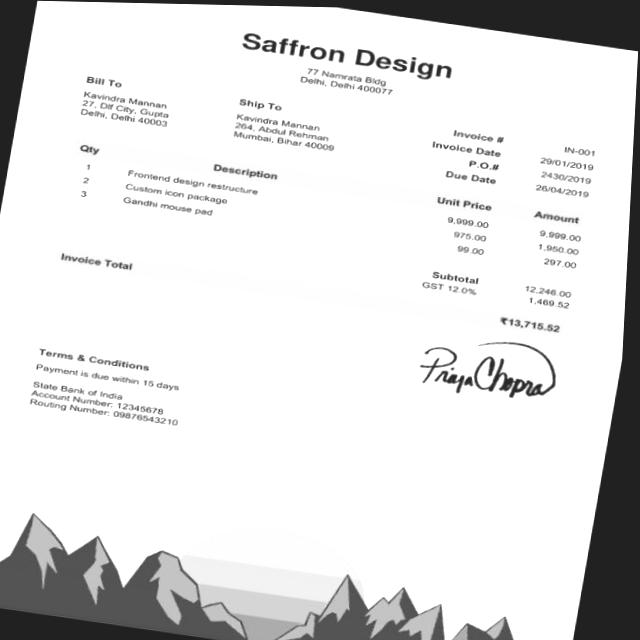 Saffron Design
77 Namrata Bldg
Delhi, Delhi 400077
Bill To
Kavindra Mannan
27, Dlf City, Gupta
Delhi, Delhi 40003
Ship To
Kavindra Mannan
264, Abdul Rehman
Mumbai, Bihar 40009
Invoice # IN-001
Invoice Date 29/01/2019
P.O.# 2430/2019
Due Date 26/04/2019
Qty Description Unit Price Amount
1 Frontend design restructure 9,999.00 9,999.00
2 Custom icon package 975.00 1,950.00
3 Gandhi mouse pad 99.00 297.00
Subtotal 12,246.00
GST 12.0% 1,469.52
Invoice Total ₹13,715.52
Priya Chopra
Terms & Conditions
Payment is due within 15 days
State Bank of India
Account Number: 12345678
Routing Number: 09876543210